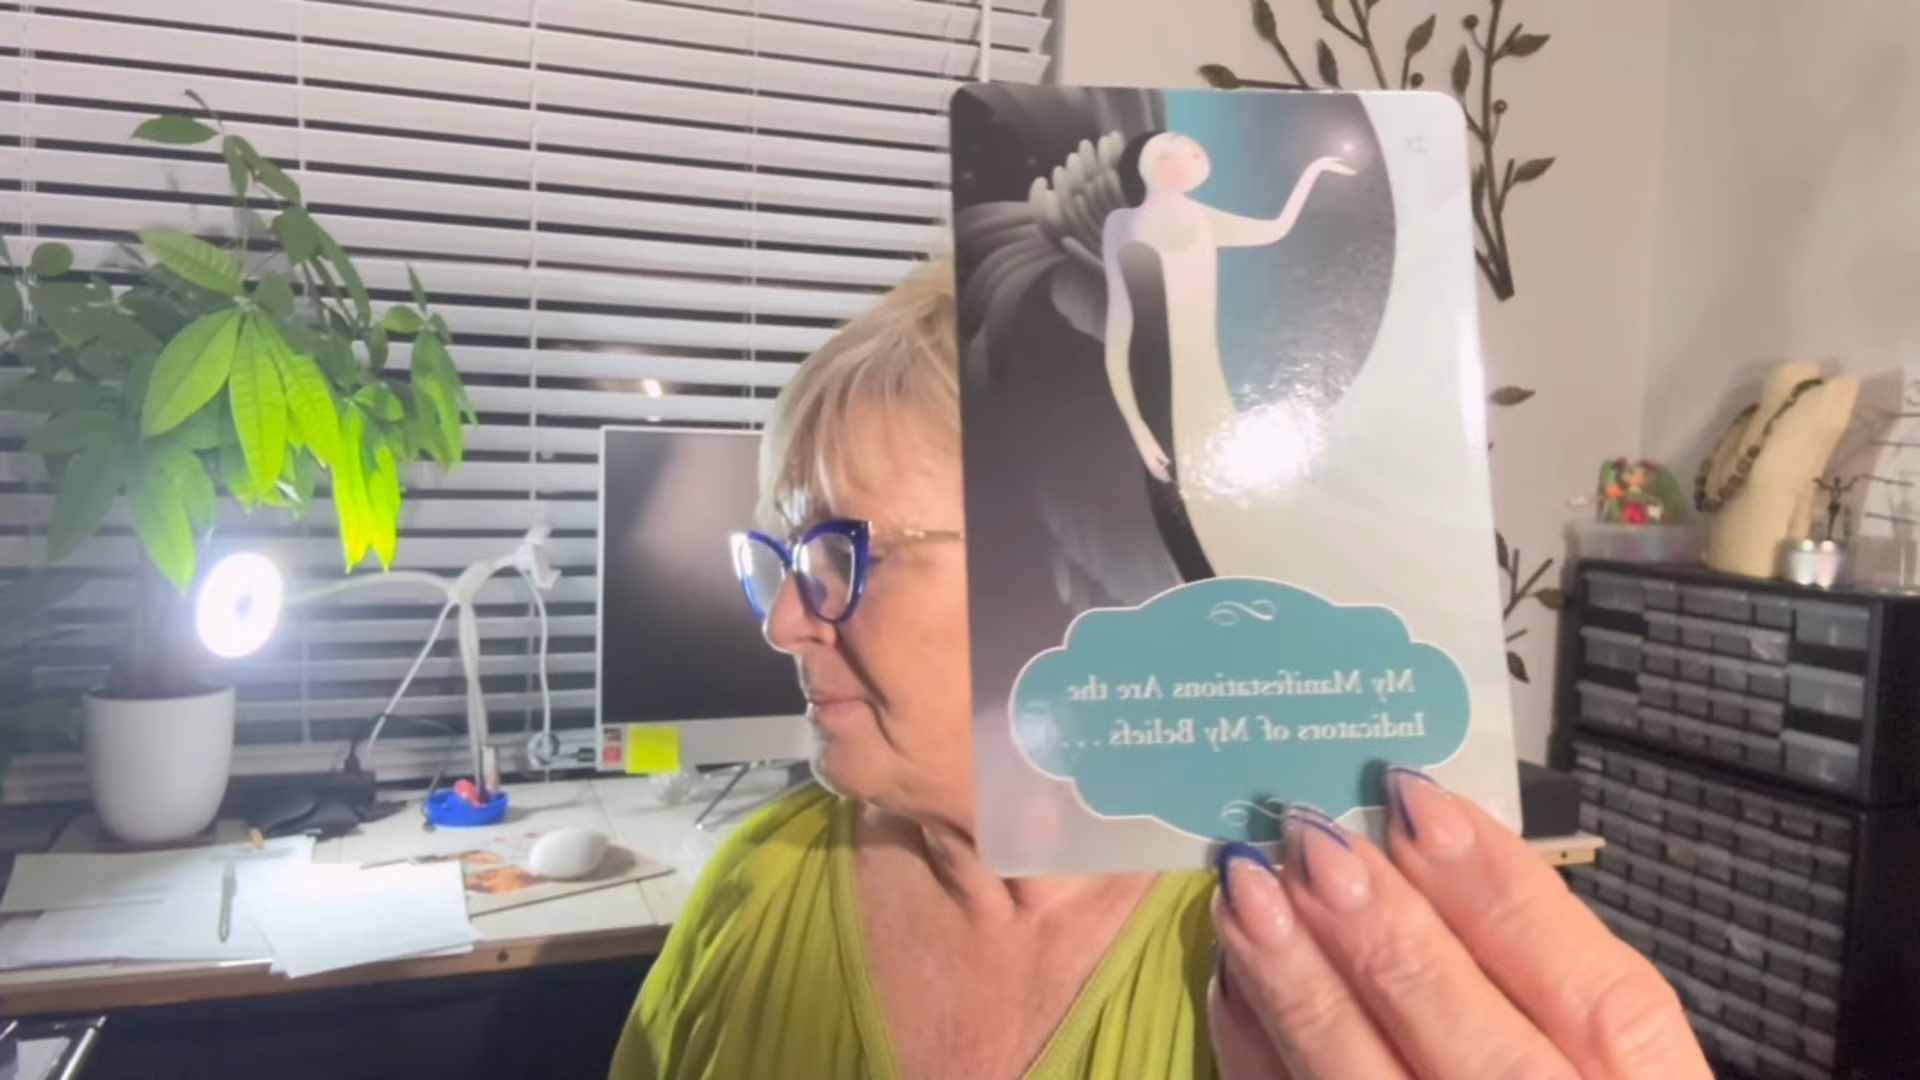 My Manifestations Are the
Indicators of My Beliefs . . .